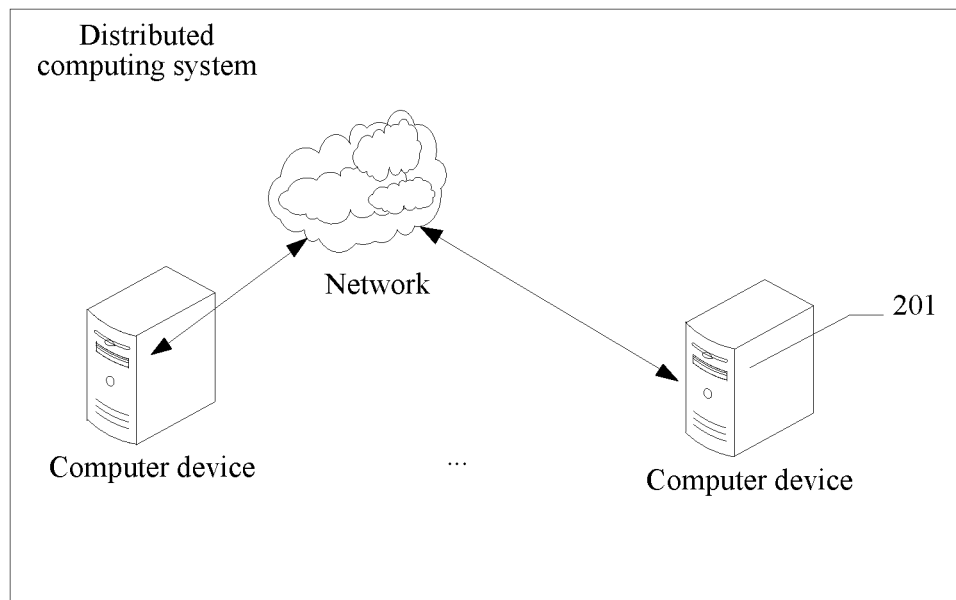 Distributed
computing system
Network
201
Computer device
...
Computer device